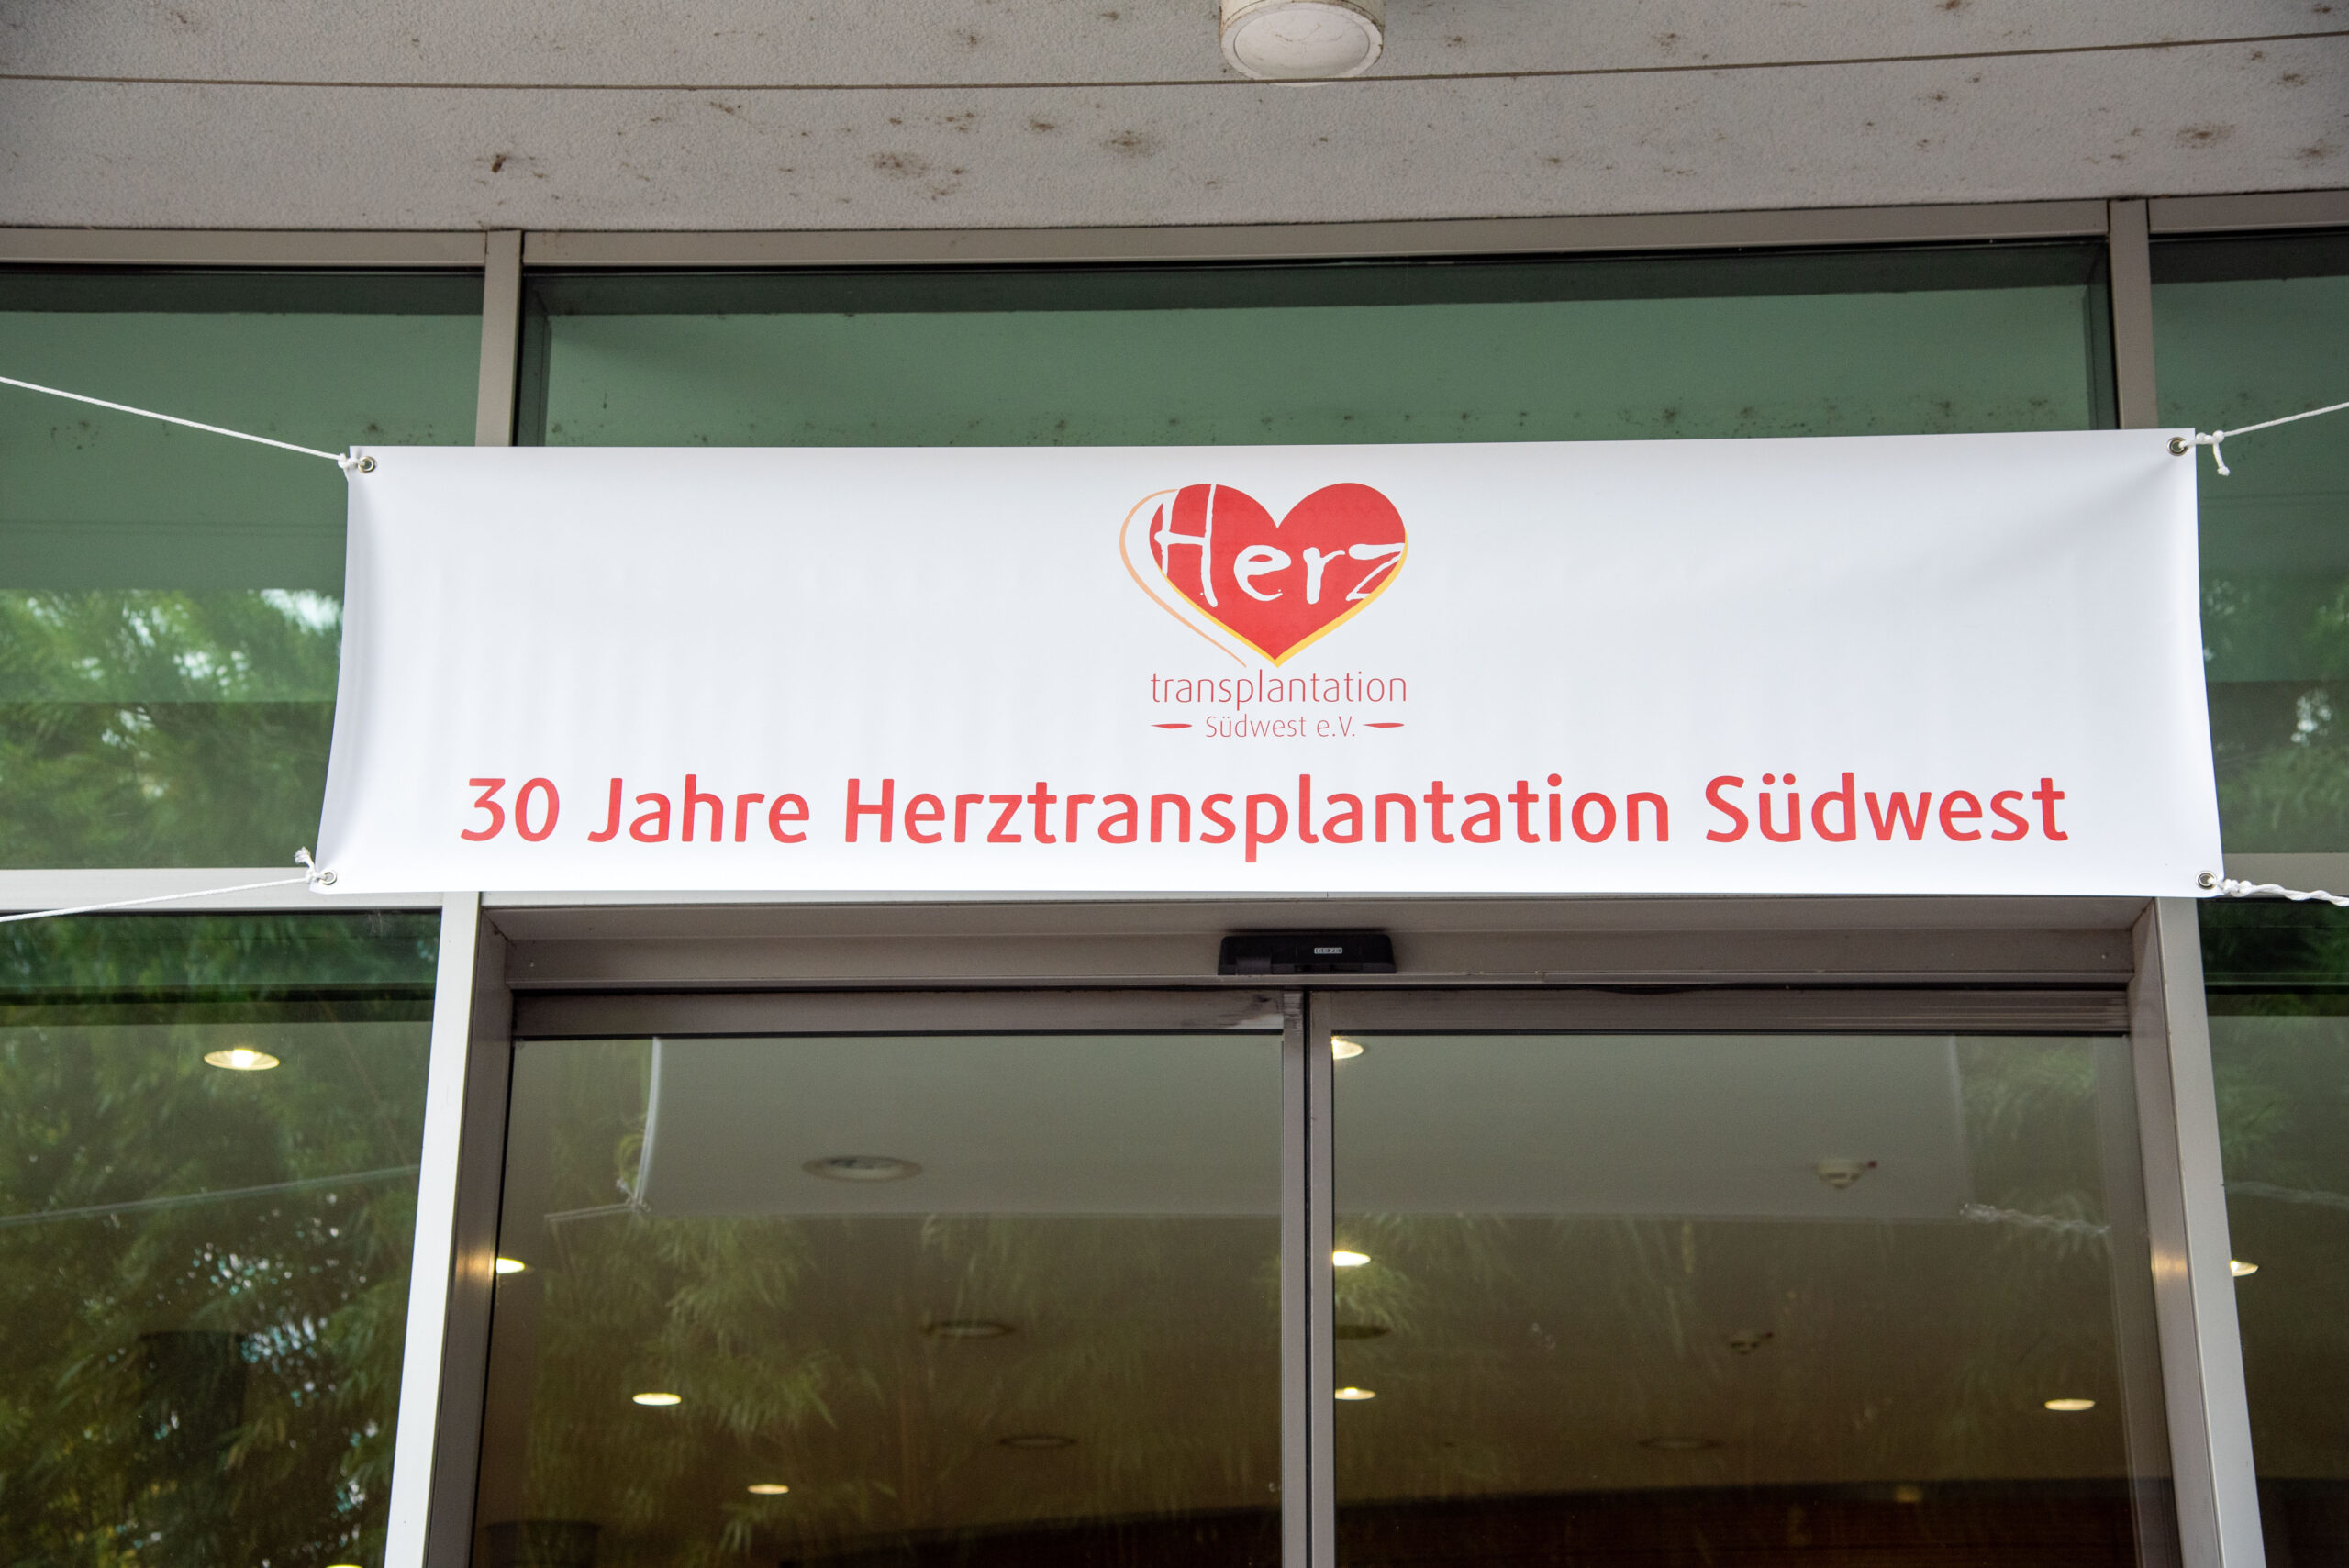 Herz
transplantation
Südwest e.V.
30 Jahre Herztransplantation Südwest